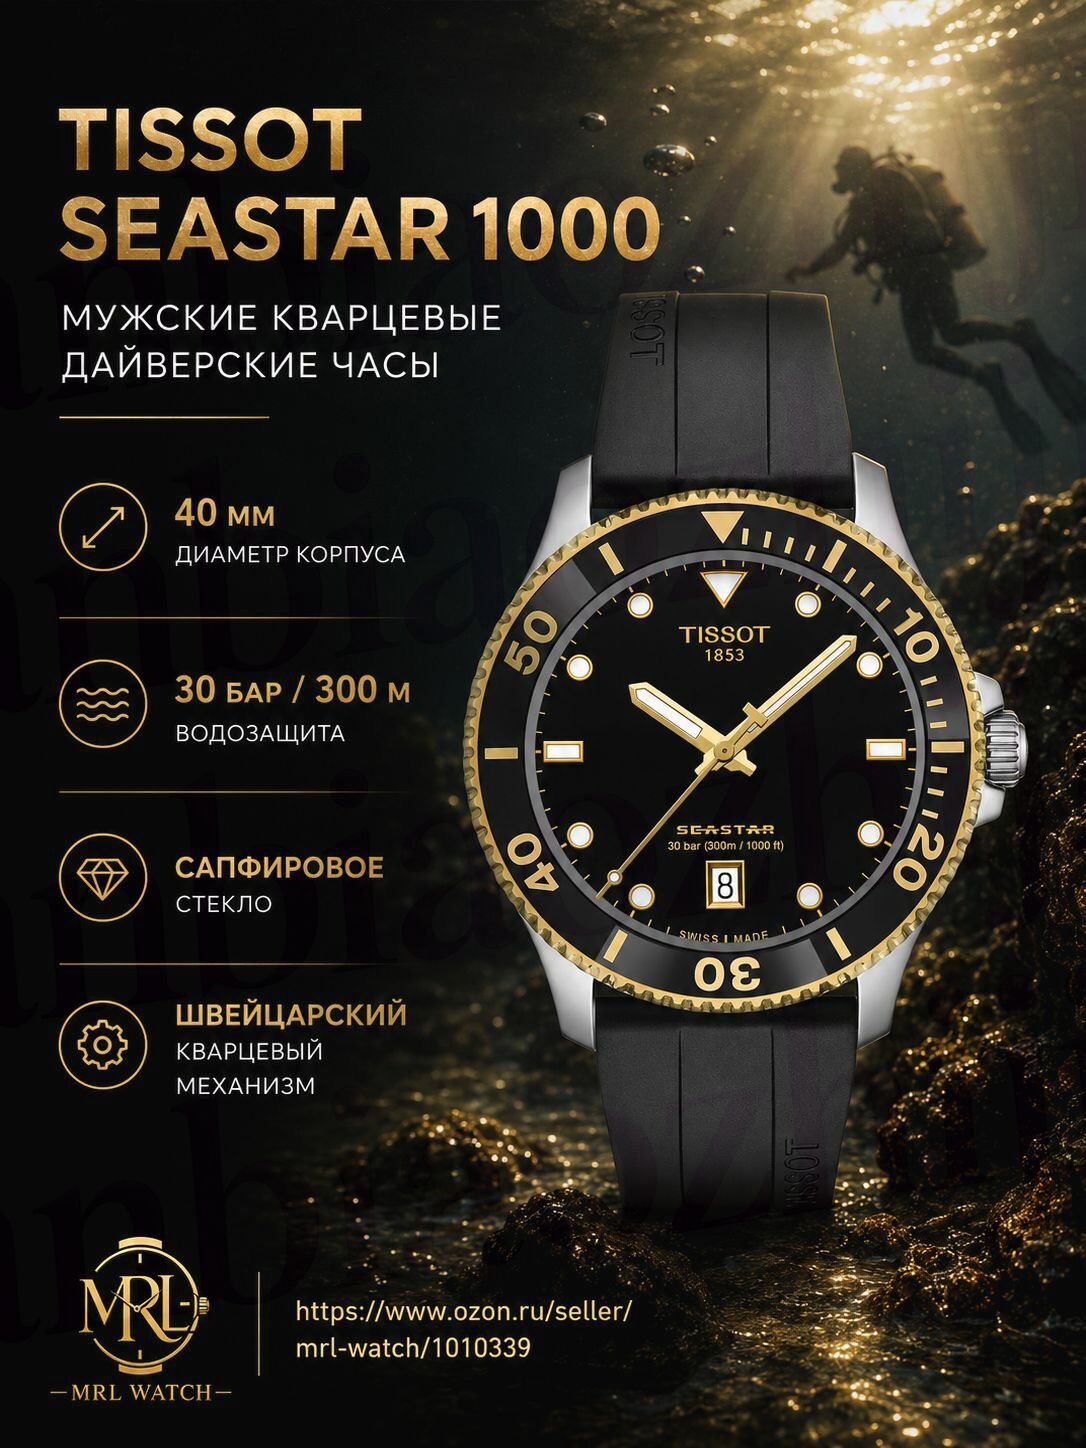 TISSOT
SEASTAR 1000
МУЖСКИЕ КВАРЦЕВЫЕ
ДАЙВЕРСКИЕ ЧАСЫ
40 мм
ДИАМЕТР КОРПУСА
30 БАР / 300 М
ВОДОЗАЩИТА
САПФИРОВОЕ
СТЕКЛО
ШВЕЙЦАРСКИЙ
КВАРЦЕВЫЙ
МЕХАНИЗМ
TISSOT
10
20
30
40
50
TISSOT
1853
SEASTAR
30 bar (300m / 1000 ft)
8
SWISS MADE
TISSOT
MRL
MRL WATCH
https://www.ozon.ru/seller/
mrl-watch/1010339